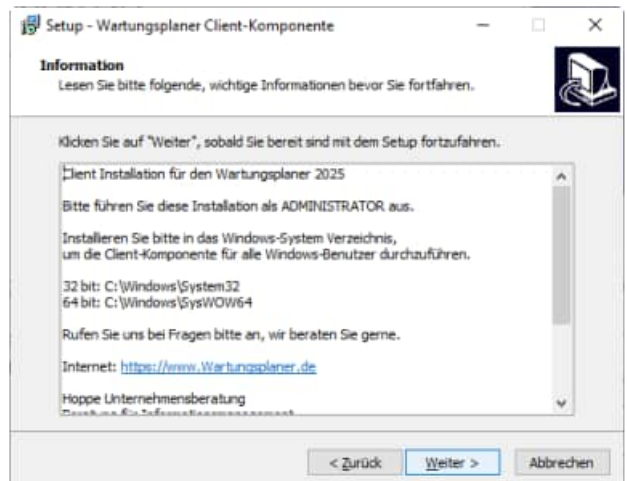 Setup - Wartungsplaner Client-Komponente
Information
Lesen Sie bitte folgende, wichtige Informationen bevor Sie fortfahren.
Klicken Sie auf "Weiter", sobald Sie bereit sind mit dem Setup fortzufahren.
Client Installation für den Wartungsplaner 2025
Bitte führen Sie diese Installation als ADMINISTRATOR aus.
Installieren Sie bitte in das Windows-System Verzeichnis,
um die Client-Komponente für alle Windows-Benutzer durchzuführen.
32 bit: C:\Windows\System32
64 bit: C:\Windows\SysWOW64
Rufen Sie uns bei Fragen bitte an, wir beraten Sie gerne.
Internet: https://www.Wartungsplaner.de
Hoppe Unternehmensberatung
Beratung für Informationsmanagement
< Zurück Weiter > Abbrechen